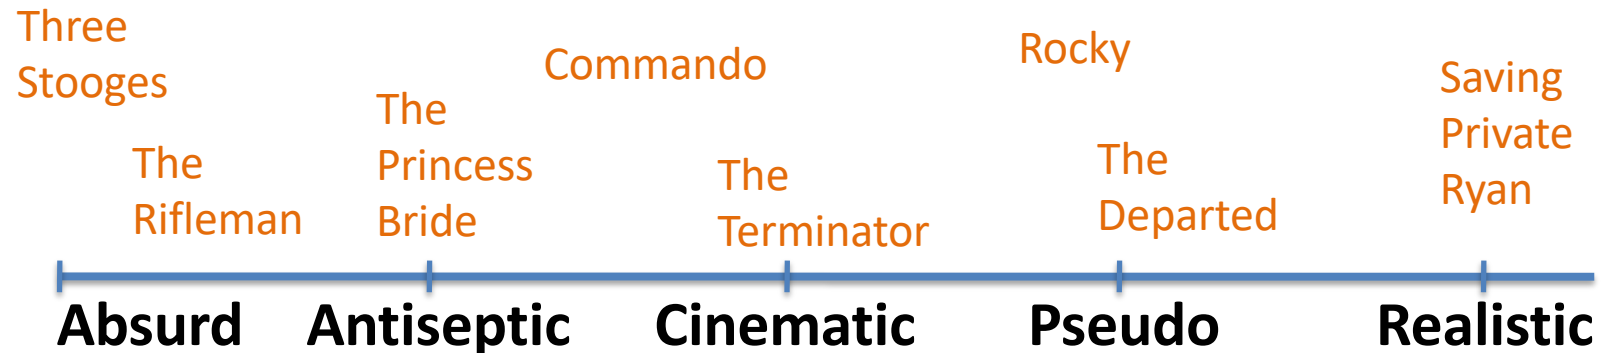 Three
Stooges
The
Rifleman
The
Princess
Bride
Commando
The
Terminator
Rocky
The
Departed
Saving
Private
Ryan
Absurd
Antiseptic
Cinematic
Pseudo
Realistic